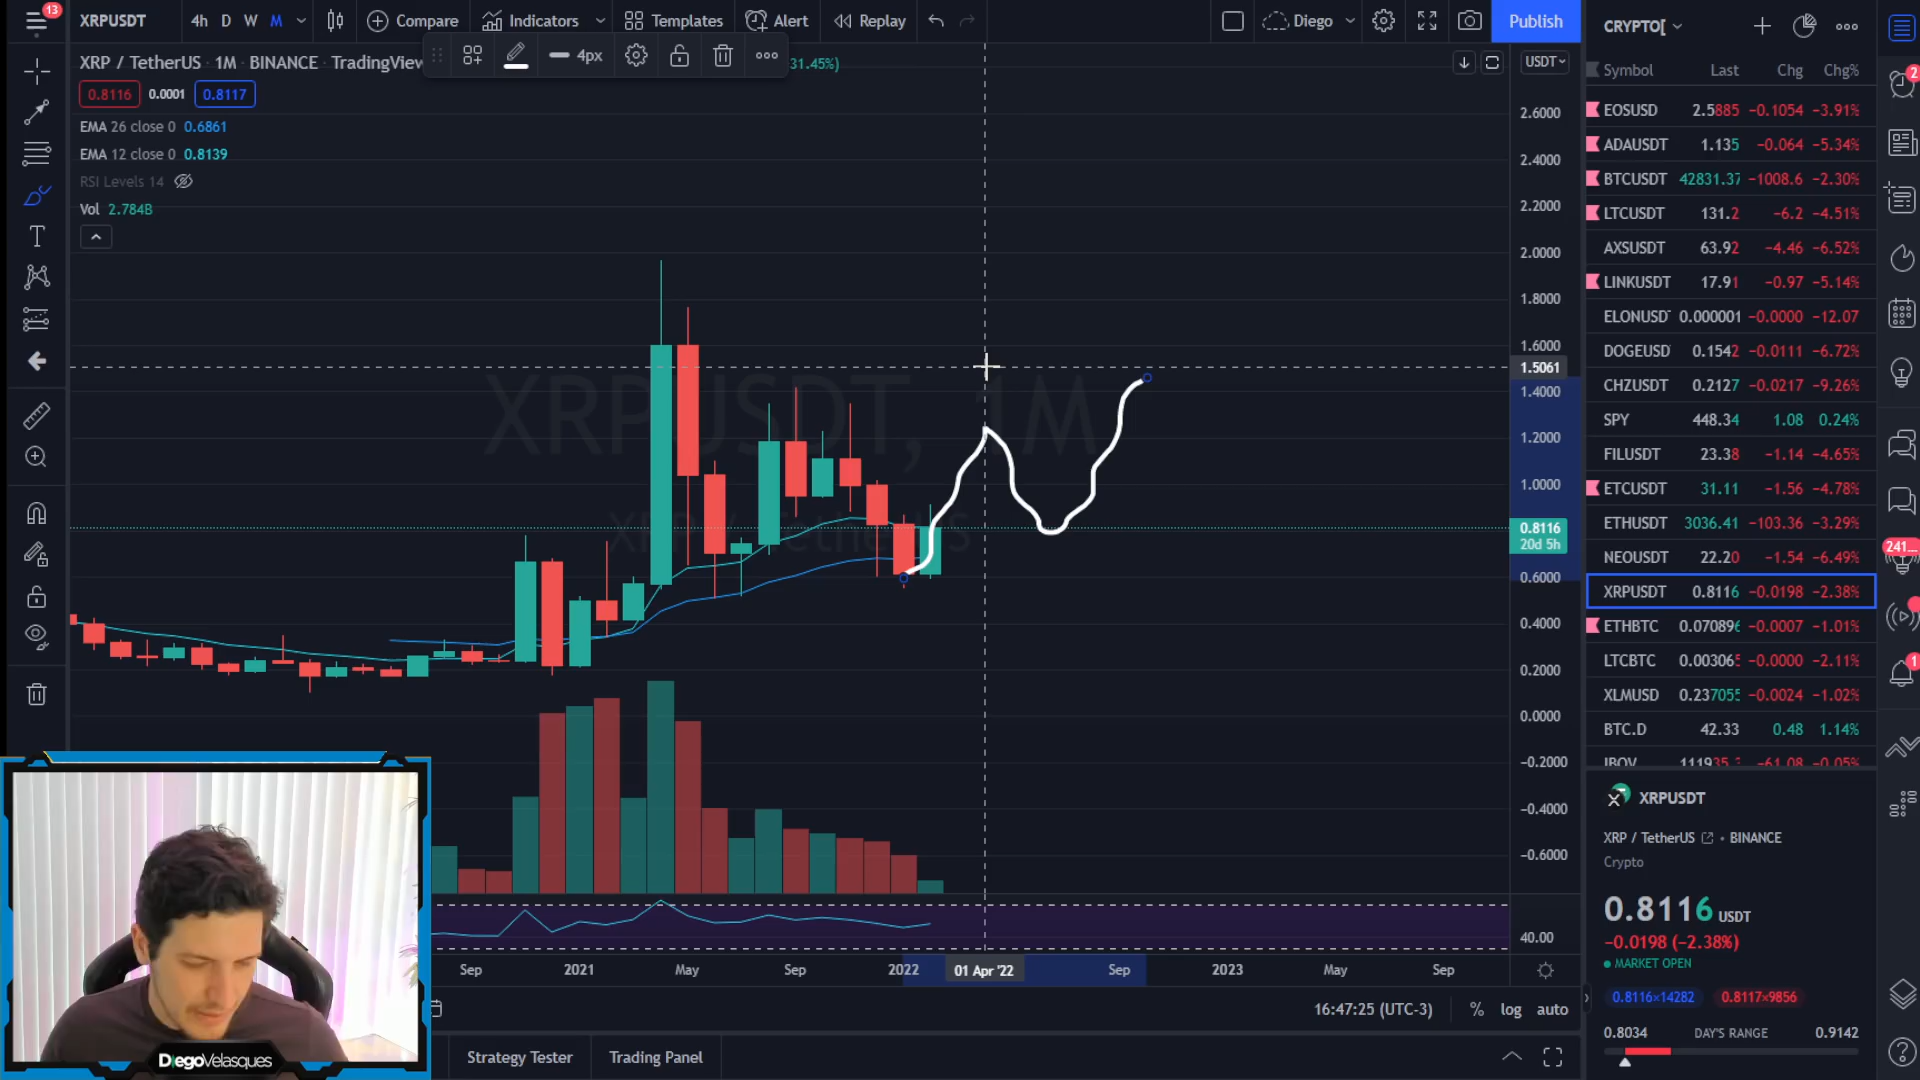 13
XRPUSDT 4h D W M Compare Indicators Templates Alert Replay Diego Publish
4px
XRP / TetherUS · 1M · BINANCE · TradingView 31.45%)
0.8116 0.0001 0.8117
EMA 26 close 0 0.6861
EMA 12 close 0 0.8139
RSI Levels 14
Vol 2.784B
XRPUSDT, 1M
XRP / TetherUS
USDT
2.6000
2.4000
2.2000
2.0000
1.8000
1.6000
1.5061
1.4000
1.2000
1.0000
0.8116
20d 5h
0.6000
0.4000
0.2000
0.0000
−0.2000
−0.4000
−0.6000
40.00
Sep 2021 May Sep 2022 01 Apr '22 Sep 2023 May Sep
16:47:25 (UTC-3) % log auto
Strategy Tester Trading Panel
DiegoVelasques
CRYPTO[
Symbol Last Chg Chg%
EOSUSD 2.5885 −0.1054 −3.91%
ADAUSDT 1.135 −0.064 −5.34%
BTCUSDT 42831.37 −1008.6 −2.30%
LTCUSDT 131.2 −6.2 −4.51%
AXSUSDT 63.92 −4.46 −6.52%
LINKUSDT 17.91 −0.97 −5.14%
ELONUSD 0.000001 −0.0000 −12.07
DOGEUSD 0.1542 −0.0111 −6.72%
CHZUSDT 0.2127 −0.0217 −9.26%
SPY 448.34 1.08 0.24%
FILUSDT 23.38 −1.14 −4.65%
ETCUSDT 31.11 −1.56 −4.78%
ETHUSDT 3036.41 −103.36 −3.29%
NEOUSDT 22.20 −1.54 −6.49%
XRPUSDT 0.8116 −0.0198 −2.38%
ETHBTC 0.070896 −0.0007 −1.01%
LTCBTC 0.003065 −0.0000 −2.11%
XLMUSD 0.237055 −0.0024 −1.02%
BTC.D 42.33 0.48 1.14%
IBOV 111935.3 −61.08 −0.05%
XRPUSDT
XRP / TetherUS • BINANCE
Crypto
0.8116 USDT
−0.0198 (−2.38%)
MARKET OPEN
0.8116×14282 0.8117×9856
0.8034 DAY'S RANGE 0.9142
2
241...
1